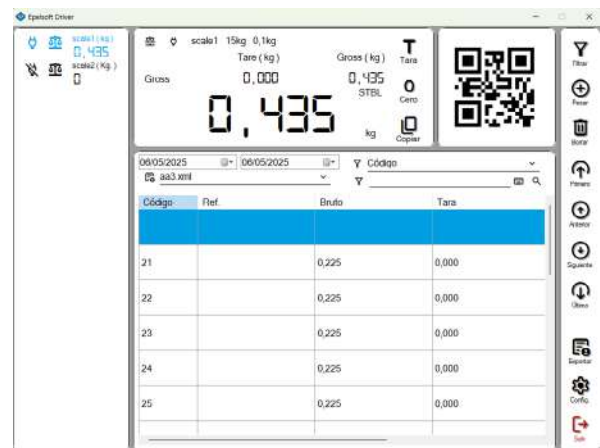 Epelsoft Driver
scale1 (kg)
0,435
scale2 (Kg.)
0
scale1 15kg 0,1kg
Tare (kg) Gross (kg)
Gross 0,000 0,435
STBL
0,435 kg
Tara
0
Cero
Copiar
06/05/2025 06/05/2025 Código
aa3.xml
Código Ref. Bruto Tara
21 0,225 0,000
22 0,225 0,000
23 0,225 0,000
24 0,225 0,000
25 0,225 0,000
Filtrar
Pesar
Borrar
Primero
Anterior
Siguiente
Último
Exportar
Config.
Salir